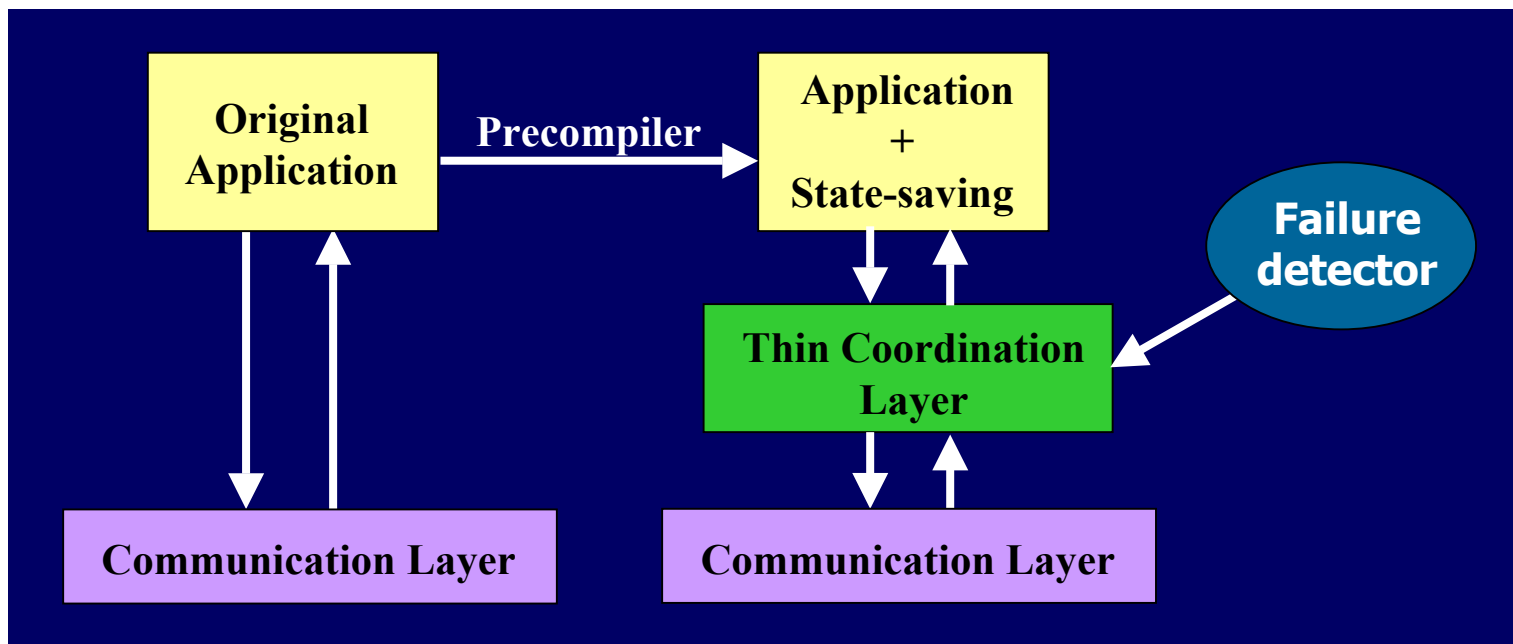 Original
Application
Precompiler
Application
+
State-saving
Failure
detector
Thin Coordination
Layer
Communication Layer
Communication Layer